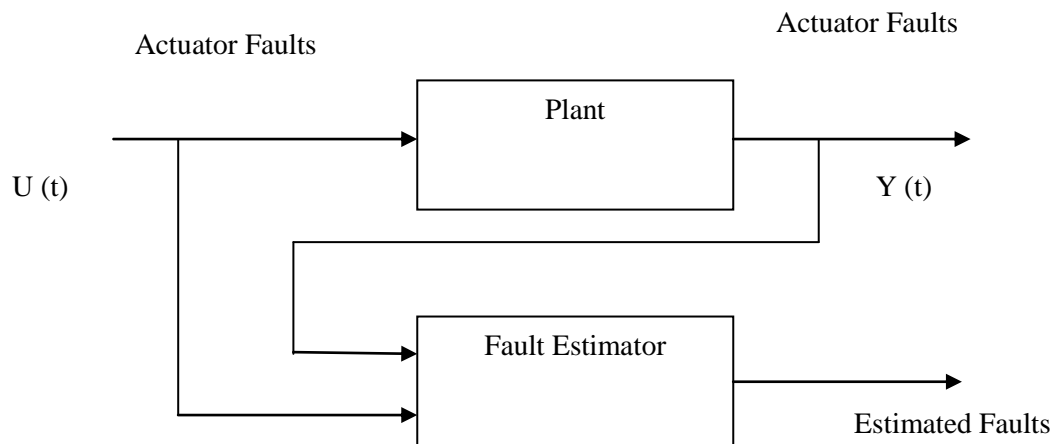 Actuator Faults
Actuator Faults
Plant
U (t)
Y (t)
Fault Estimator
Estimated Faults